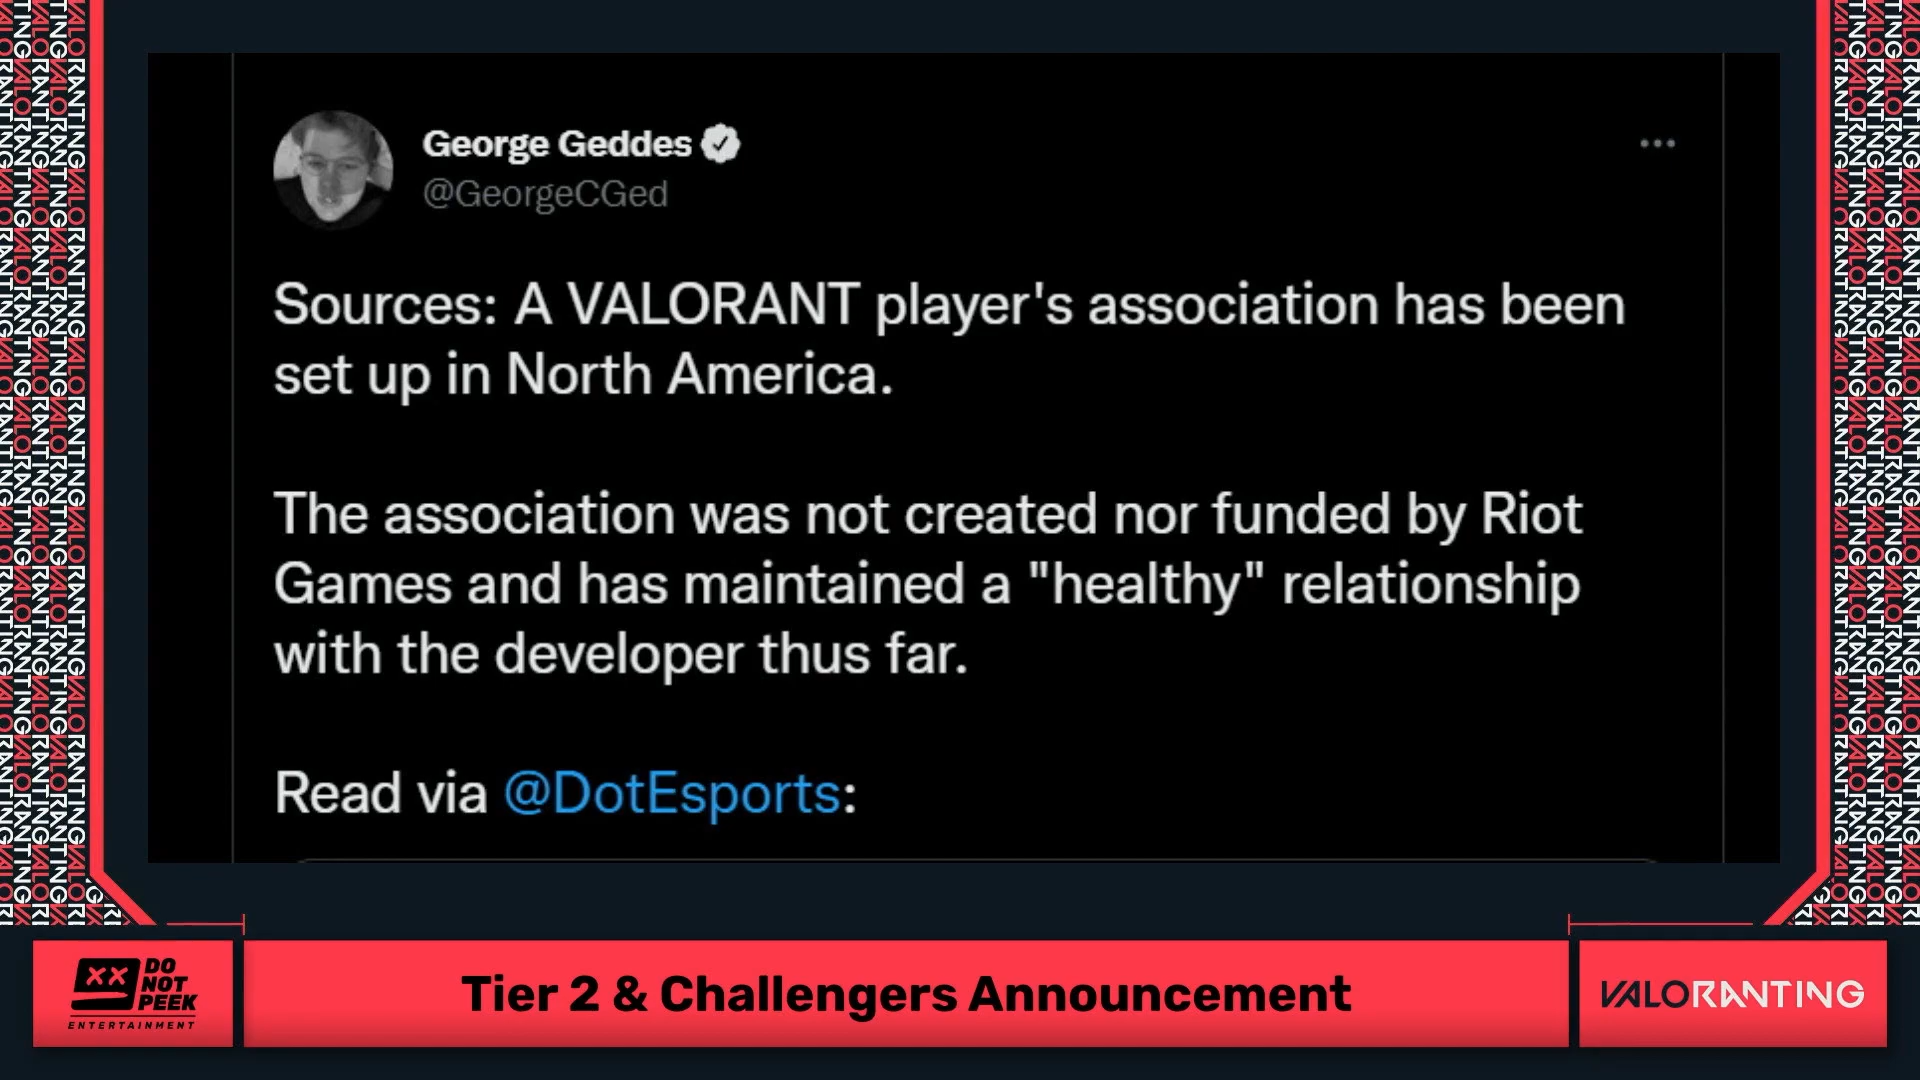 George Geddes
@GeorgeCGed
Sources: A VALORANT player's association has been
set up in North America.
The association was not created nor funded by Riot
Games and has maintained a "healthy" relationship
with the developer thus far.
Read via @DotEsports:
DO
NOT
PEEK
ENTERTAINMENT
Tier 2 & Challengers Announcement
VALORANTING